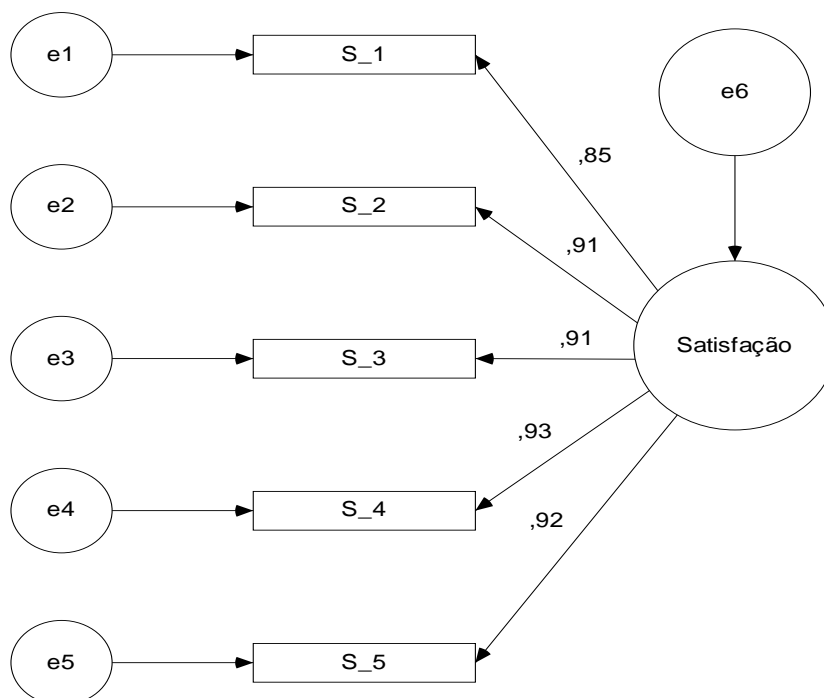 e1
S_1
e6
,85
e2
S_2
,91
e3
S_3
,91
Satisfação
,93
e4
S_4
,92
e5
S_5